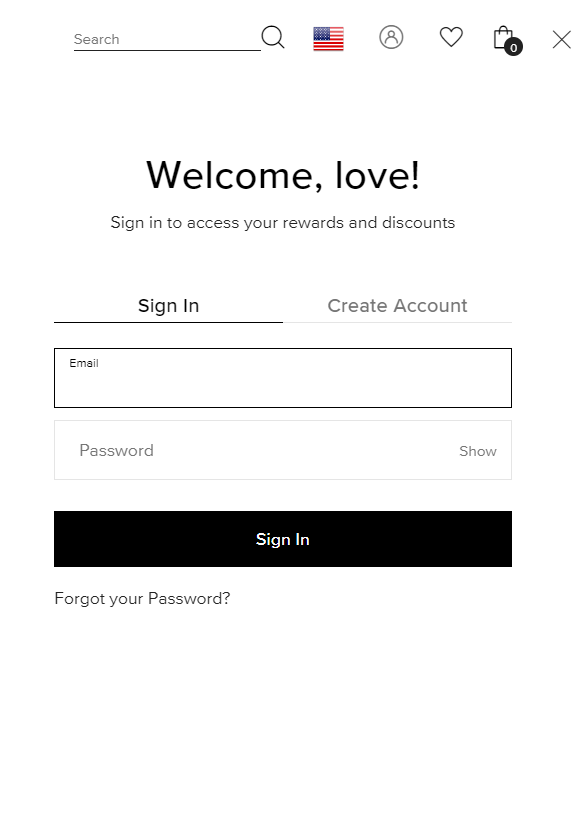 Search
0
Welcome, love!
Sign in to access your rewards and discounts
Sign In
Create Account
Email
Password
Show
Sign In
Forgot your Password?